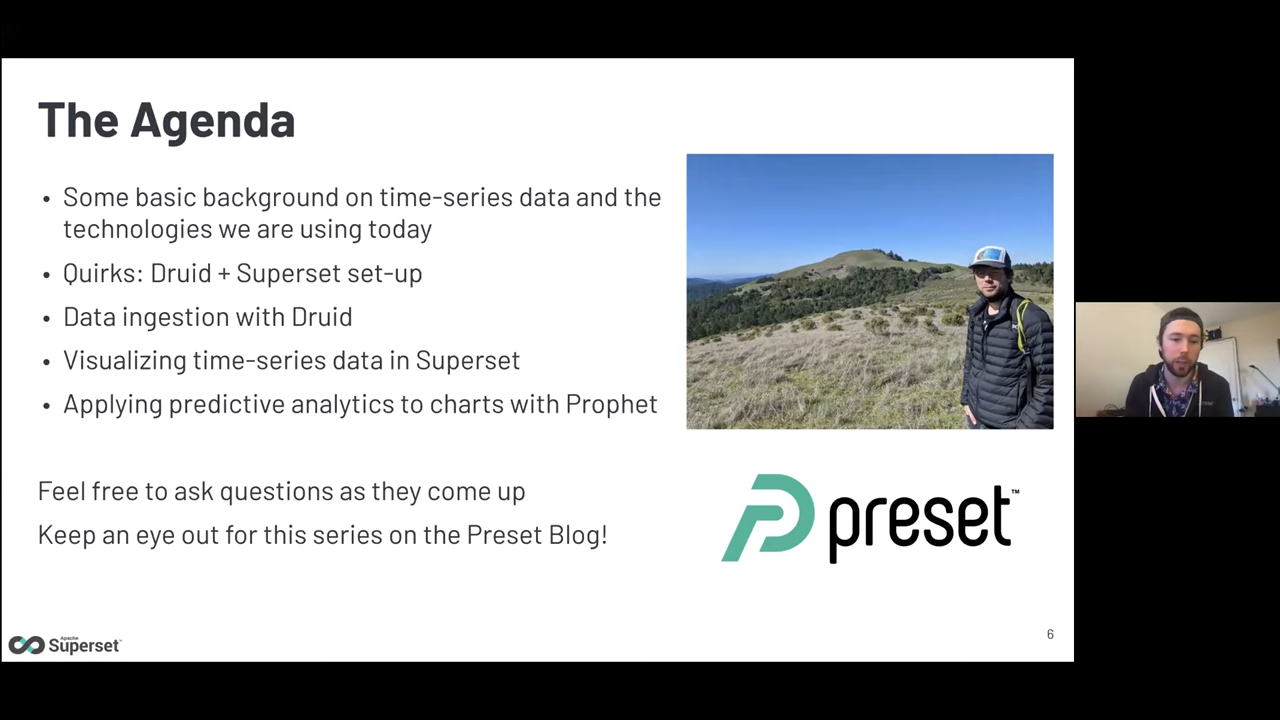 The Agenda
• Some basic background on time-series data and the
technologies we are using today
• Quirks: Druid + Superset set-up
• Data ingestion with Druid
• Visualizing time-series data in Superset
• Applying predictive analytics to charts with Prophet
Feel free to ask questions as they come up
Keep an eye out for this series on the Preset Blog!
preset™
Apache
Superset™
6